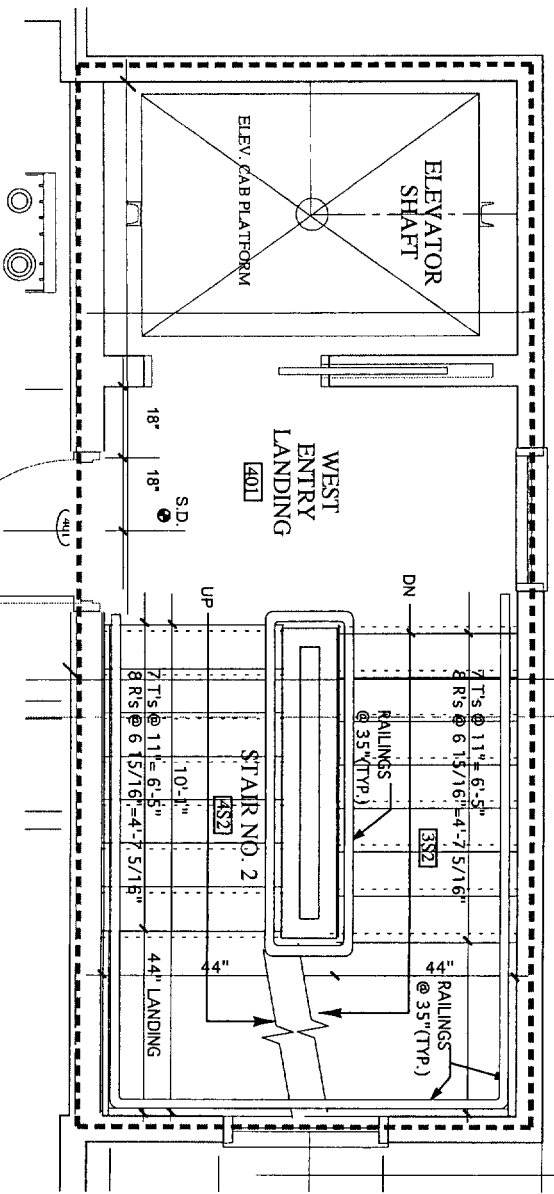 ELEVATOR
SHAFT
ELEV. CAB PLATFORM
WEST
ENTRY
LANDING
401
18"
18"
S.D.
DN
UP
7 T's @ 11"= 6'-5"
8 R's @ 6 15/16"=4'-7 5/16"
3S2
RAILINGS
@ 35"(TYP.)
STAIR NO. 2
4S2
10'-1"
7 T's @ 11"= 6'-5"
8 R's @ 6 15/16"=4'-7 5/16"
44"
44"
RAILINGS
@ 35"(TYP.)
44" LANDING